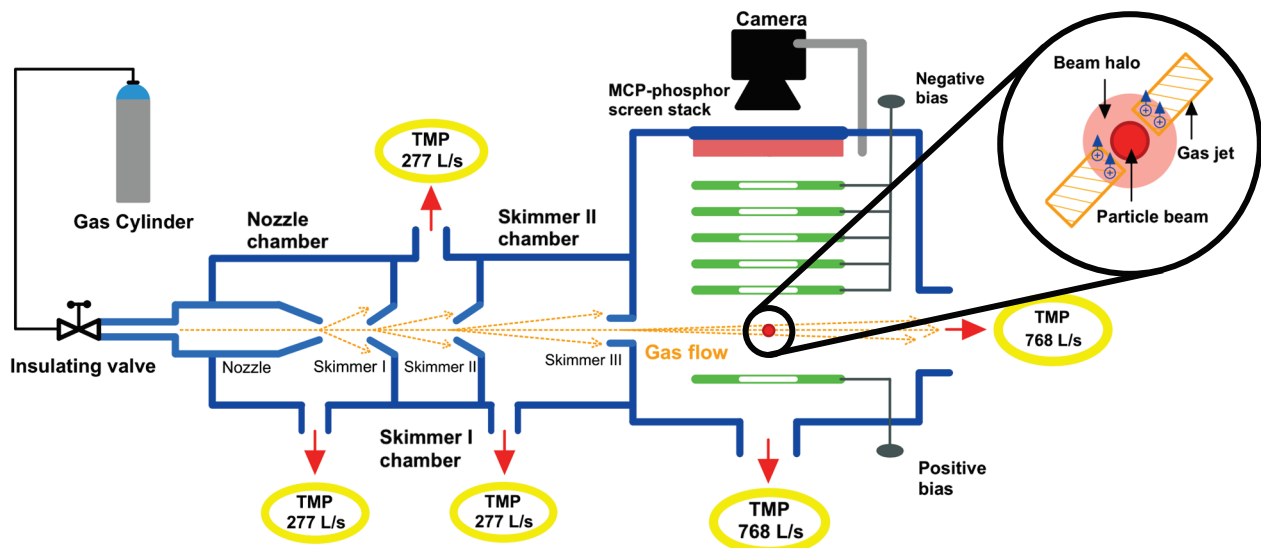 Camera
MCP-phosphor
screen stack
Negative
bias
Beam halo
Gas jet
Particle beam
TMP
277 L/s
Gas Cylinder
Nozzle
chamber
Skimmer II
chamber
Insulating valve
Nozzle
Skimmer I
Skimmer II
Skimmer III
Gas flow
TMP
768 L/s
Skimmer I
chamber
Positive
bias
TMP
277 L/s
TMP
277 L/s
TMP
768 L/s